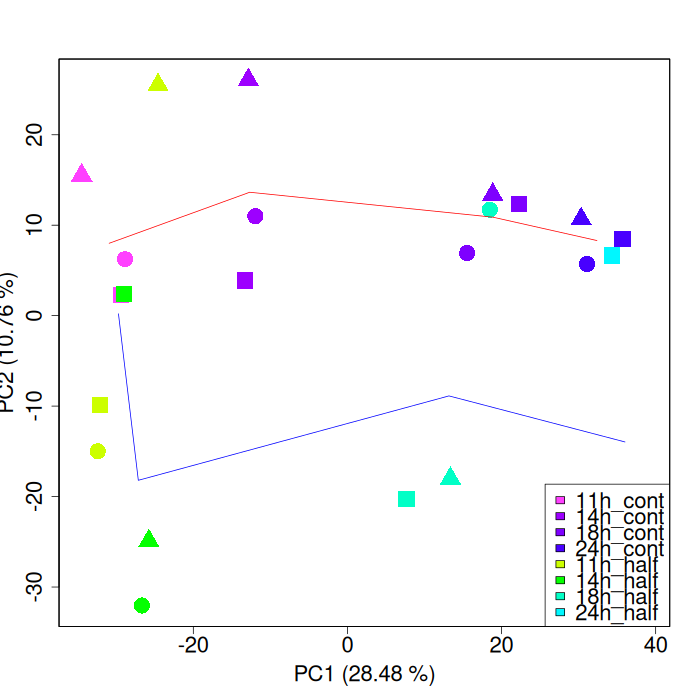 20
10
0
-10
-20
-30
PC2 (10.76 %)
-20 0 20 40
PC1 (28.48 %)
11h_cont
14h_cont
18h_cont
24h_cont
11h_half
14h_half
18h_half
24h_half